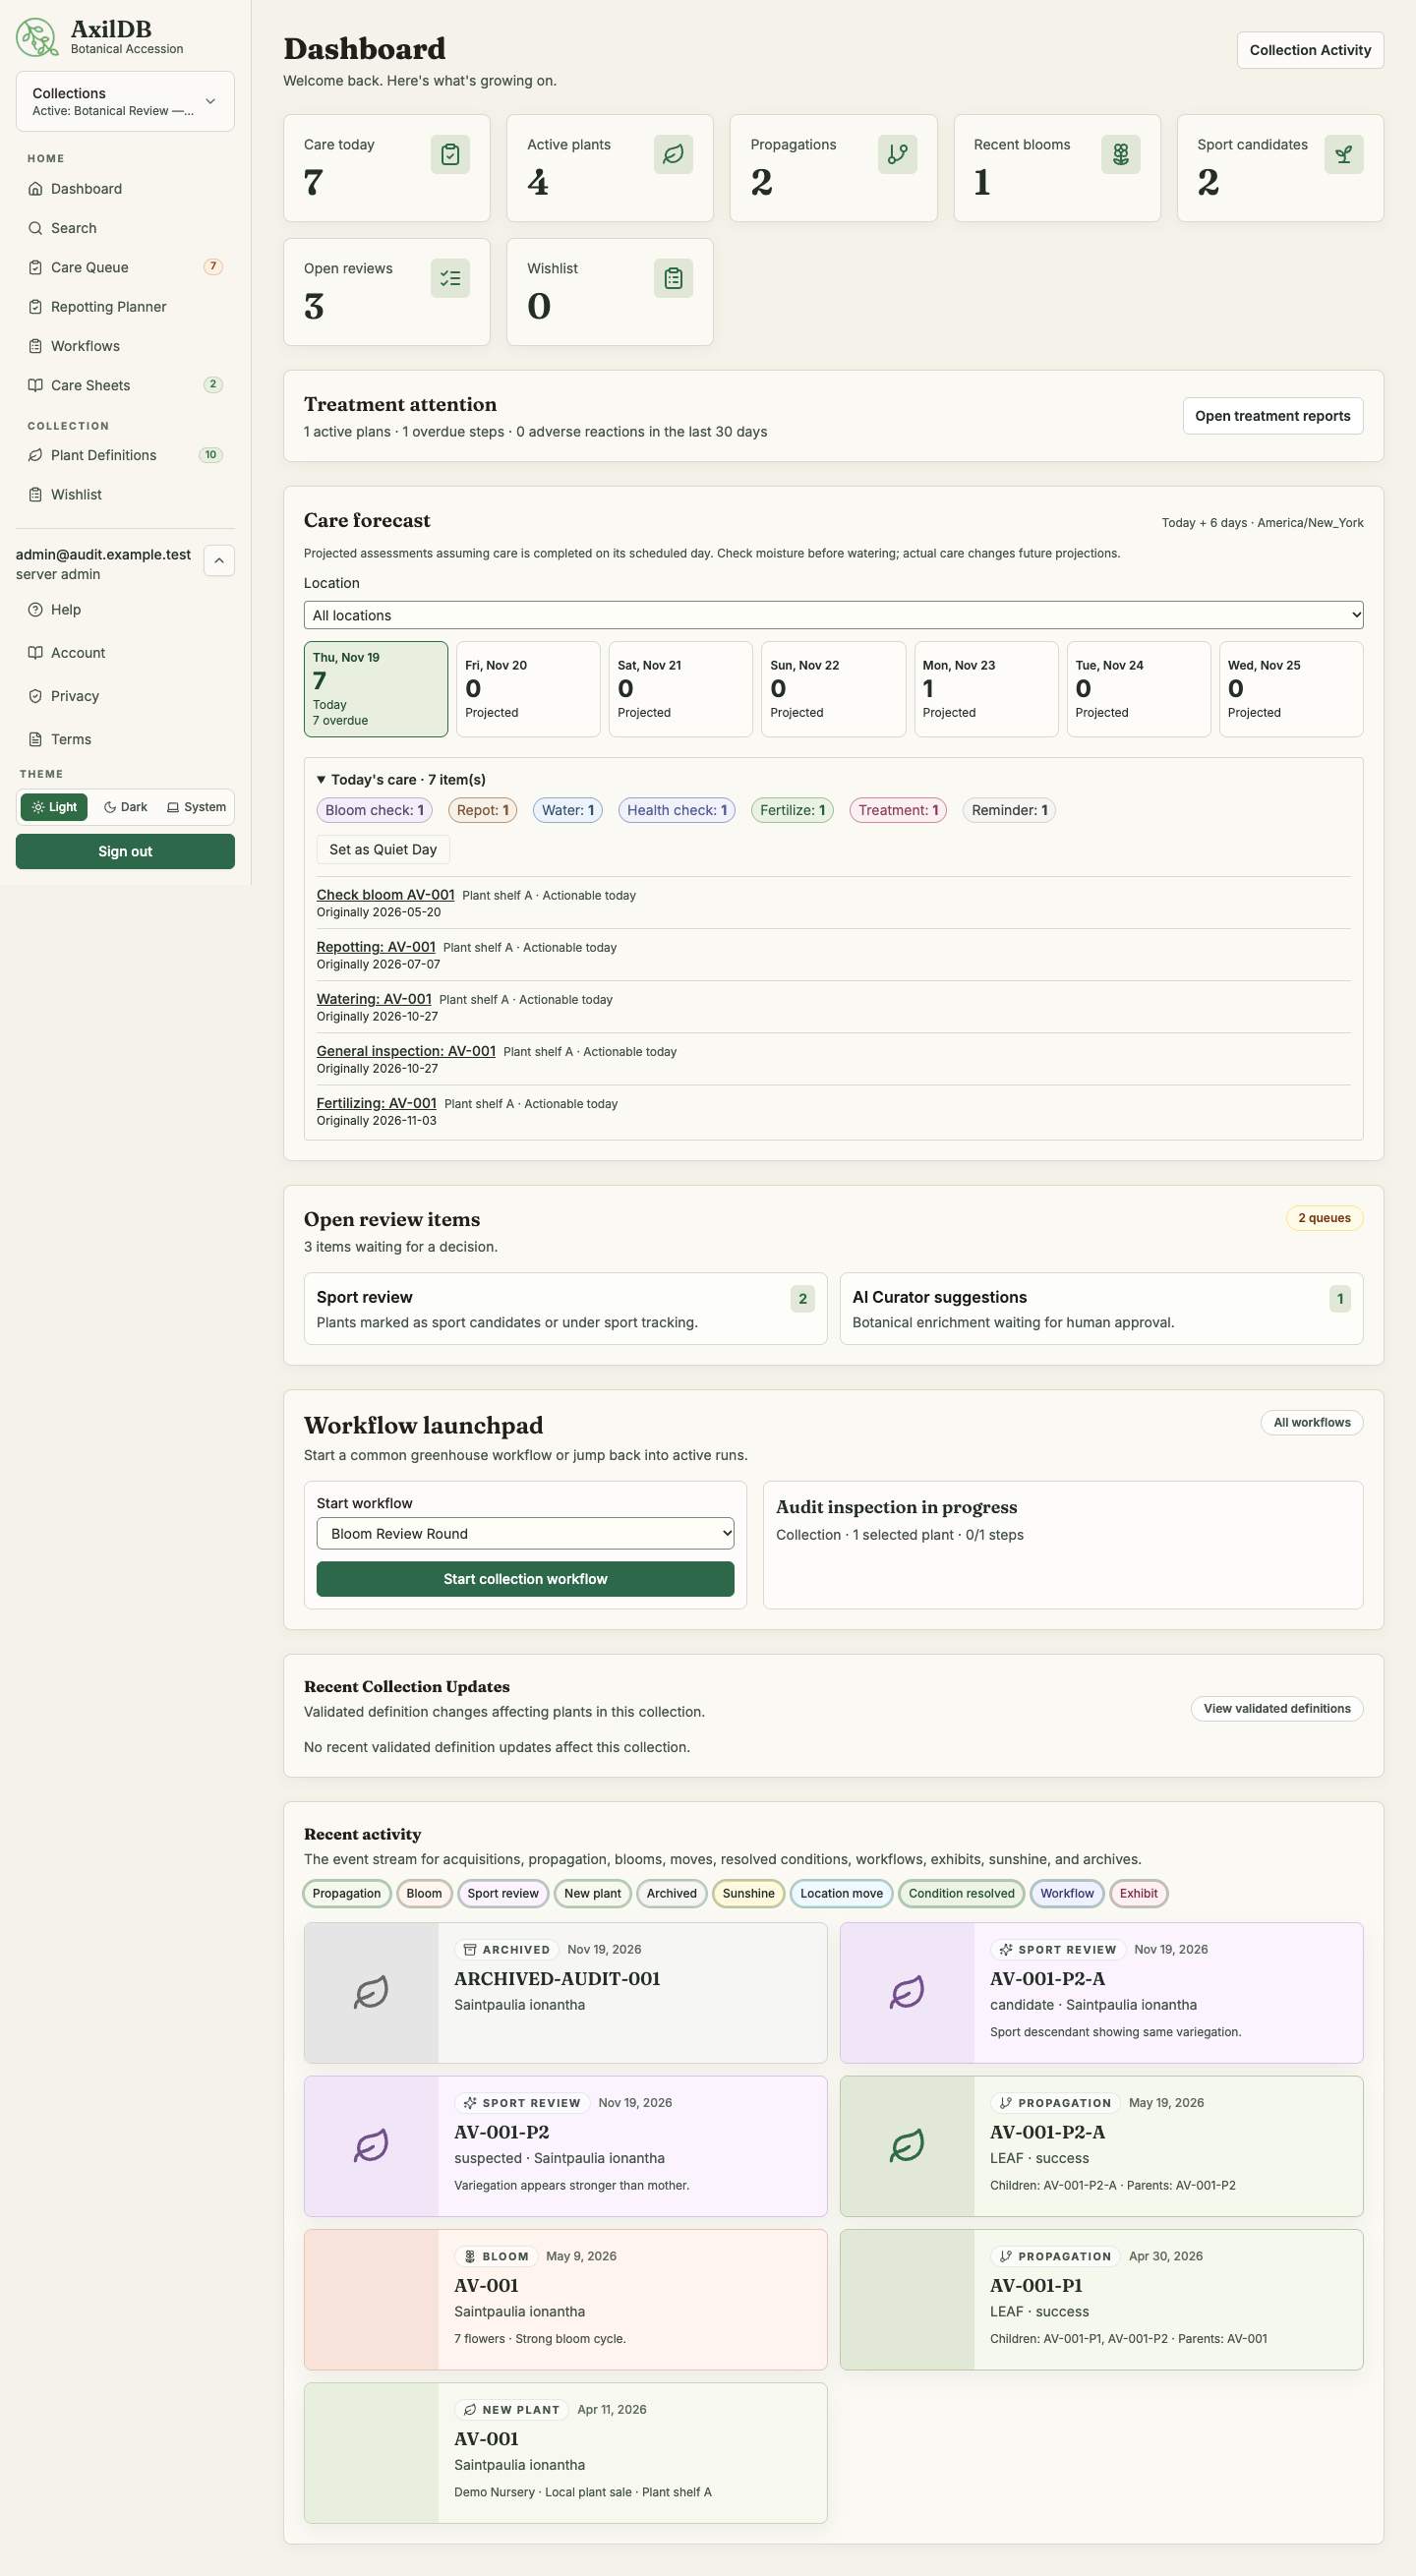 AxilDB
Botanical Accession
Collections
Active: Botanical Review —...
HOME
Dashboard
Search
Care Queue 7
Repotting Planner
Workflows
Care Sheets 2
COLLECTION
Plant Definitions 10
Wishlist
admin@audit.example.test
server admin
Help
Account
Privacy
Terms
THEME
Light Dark System
Sign out
Dashboard
Welcome back. Here's what's growing on.
Collection Activity
Care today
7
Active plants
4
Propagations
2
Recent blooms
1
Sport candidates
2
Open reviews
3
Wishlist
0
Treatment attention
1 active plans · 1 overdue steps · 0 adverse reactions in the last 30 days
Open treatment reports
Care forecast
Today + 6 days · America/New_York
Projected assessments assuming care is completed on its scheduled day. Check moisture before watering; actual care changes future projections.
Location
All locations
Thu, Nov 19
7
Today
7 overdue
Fri, Nov 20
0
Projected
Sat, Nov 21
0
Projected
Sun, Nov 22
0
Projected
Mon, Nov 23
1
Projected
Tue, Nov 24
0
Projected
Wed, Nov 25
0
Projected
▼ Today's care · 7 item(s)
Bloom check: 1 Repot: 1 Water: 1 Health check: 1 Fertilize: 1 Treatment: 1 Reminder: 1
Set as Quiet Day
Check bloom AV-001 Plant shelf A · Actionable today
Originally 2026-05-20
Repotting: AV-001 Plant shelf A · Actionable today
Originally 2026-07-07
Watering: AV-001 Plant shelf A · Actionable today
Originally 2026-10-27
General inspection: AV-001 Plant shelf A · Actionable today
Originally 2026-10-27
Fertilizing: AV-001 Plant shelf A · Actionable today
Originally 2026-11-03
Open review items
3 items waiting for a decision.
2 queues
Sport review
Plants marked as sport candidates or under sport tracking.
2
AI Curator suggestions
Botanical enrichment waiting for human approval.
1
Workflow launchpad
Start a common greenhouse workflow or jump back into active runs.
All workflows
Start workflow
Bloom Review Round
Start collection workflow
Audit inspection in progress
Collection · 1 selected plant · 0/1 steps
Recent Collection Updates
Validated definition changes affecting plants in this collection.
View validated definitions
No recent validated definition updates affect this collection.
Recent activity
The event stream for acquisitions, propagation, blooms, moves, resolved conditions, workflows, exhibits, sunshine, and archives.
Propagation Bloom Sport review New plant Archived Sunshine Location move Condition resolved Workflow Exhibit
ARCHIVED Nov 19, 2026
ARCHIVED-AUDIT-001
Saintpaulia ionantha
SPORT REVIEW Nov 19, 2026
AV-001-P2-A
candidate · Saintpaulia ionantha
Sport descendant showing same variegation.
SPORT REVIEW Nov 19, 2026
AV-001-P2
suspected · Saintpaulia ionantha
Variegation appears stronger than mother.
PROPAGATION May 19, 2026
AV-001-P2-A
LEAF · success
Children: AV-001-P2-A · Parents: AV-001-P2
BLOOM May 9, 2026
AV-001
Saintpaulia ionantha
7 flowers · Strong bloom cycle.
PROPAGATION Apr 30, 2026
AV-001-P1
LEAF · success
Children: AV-001-P1, AV-001-P2 · Parents: AV-001
NEW PLANT Apr 11, 2026
AV-001
Saintpaulia ionantha
Demo Nursery · Local plant sale · Plant shelf A